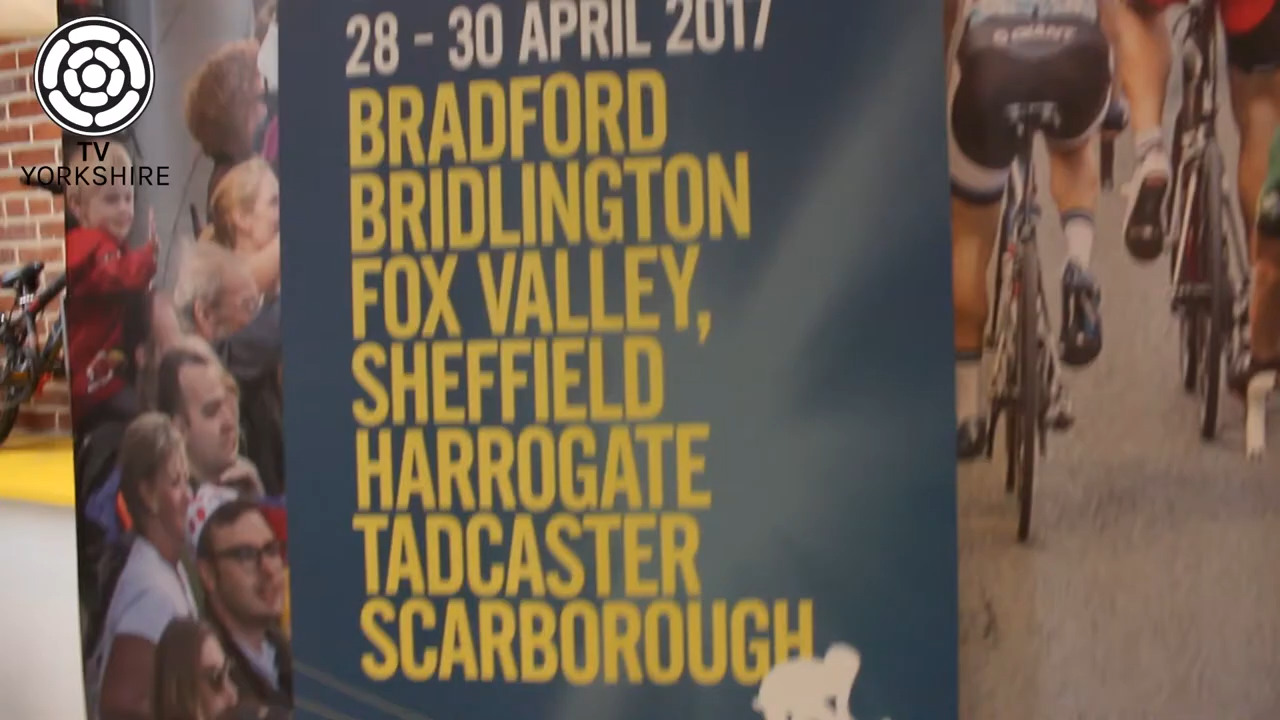 TV
YORKSHIRE
28 - 30 APRIL 2017
BRADFORD
BRIDLINGTON
FOX VALLEY,
SHEFFIELD
HARROGATE
TADCASTER
SCARBOROUGH